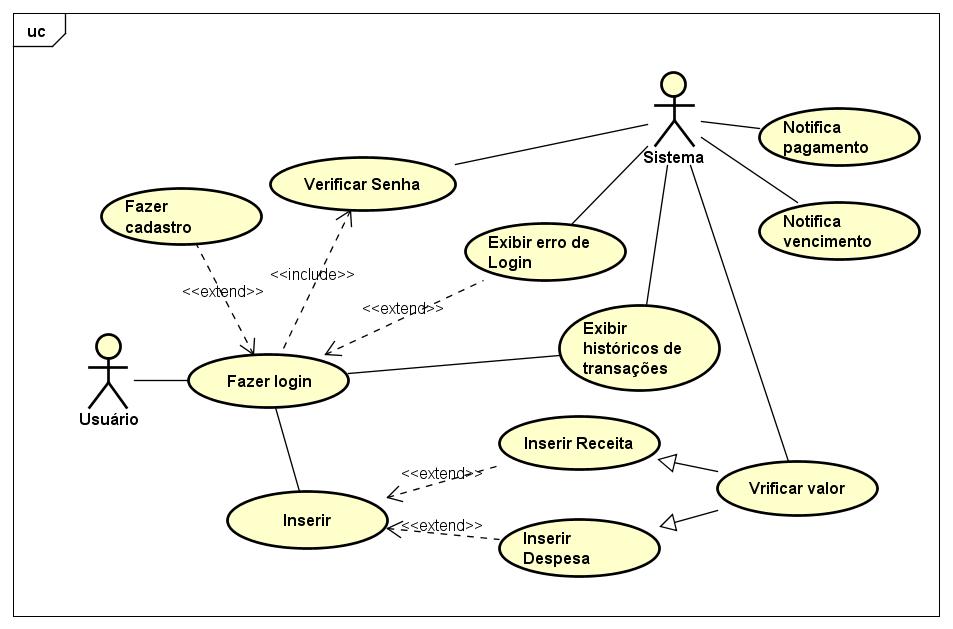 uc
Sistema
Notifica
pagamento
Verificar Senha
Fazer
cadastro
Notifica
vencimento
Exibir erro de
Login
<<include>>
<<extend>>
<<extend>>
Exibir
históricos de
transações
Fazer login
Usuário
Inserir Receita
<<extend>>
Vrificar valor
Inserir
<<extend>>
Inserir
Despesa